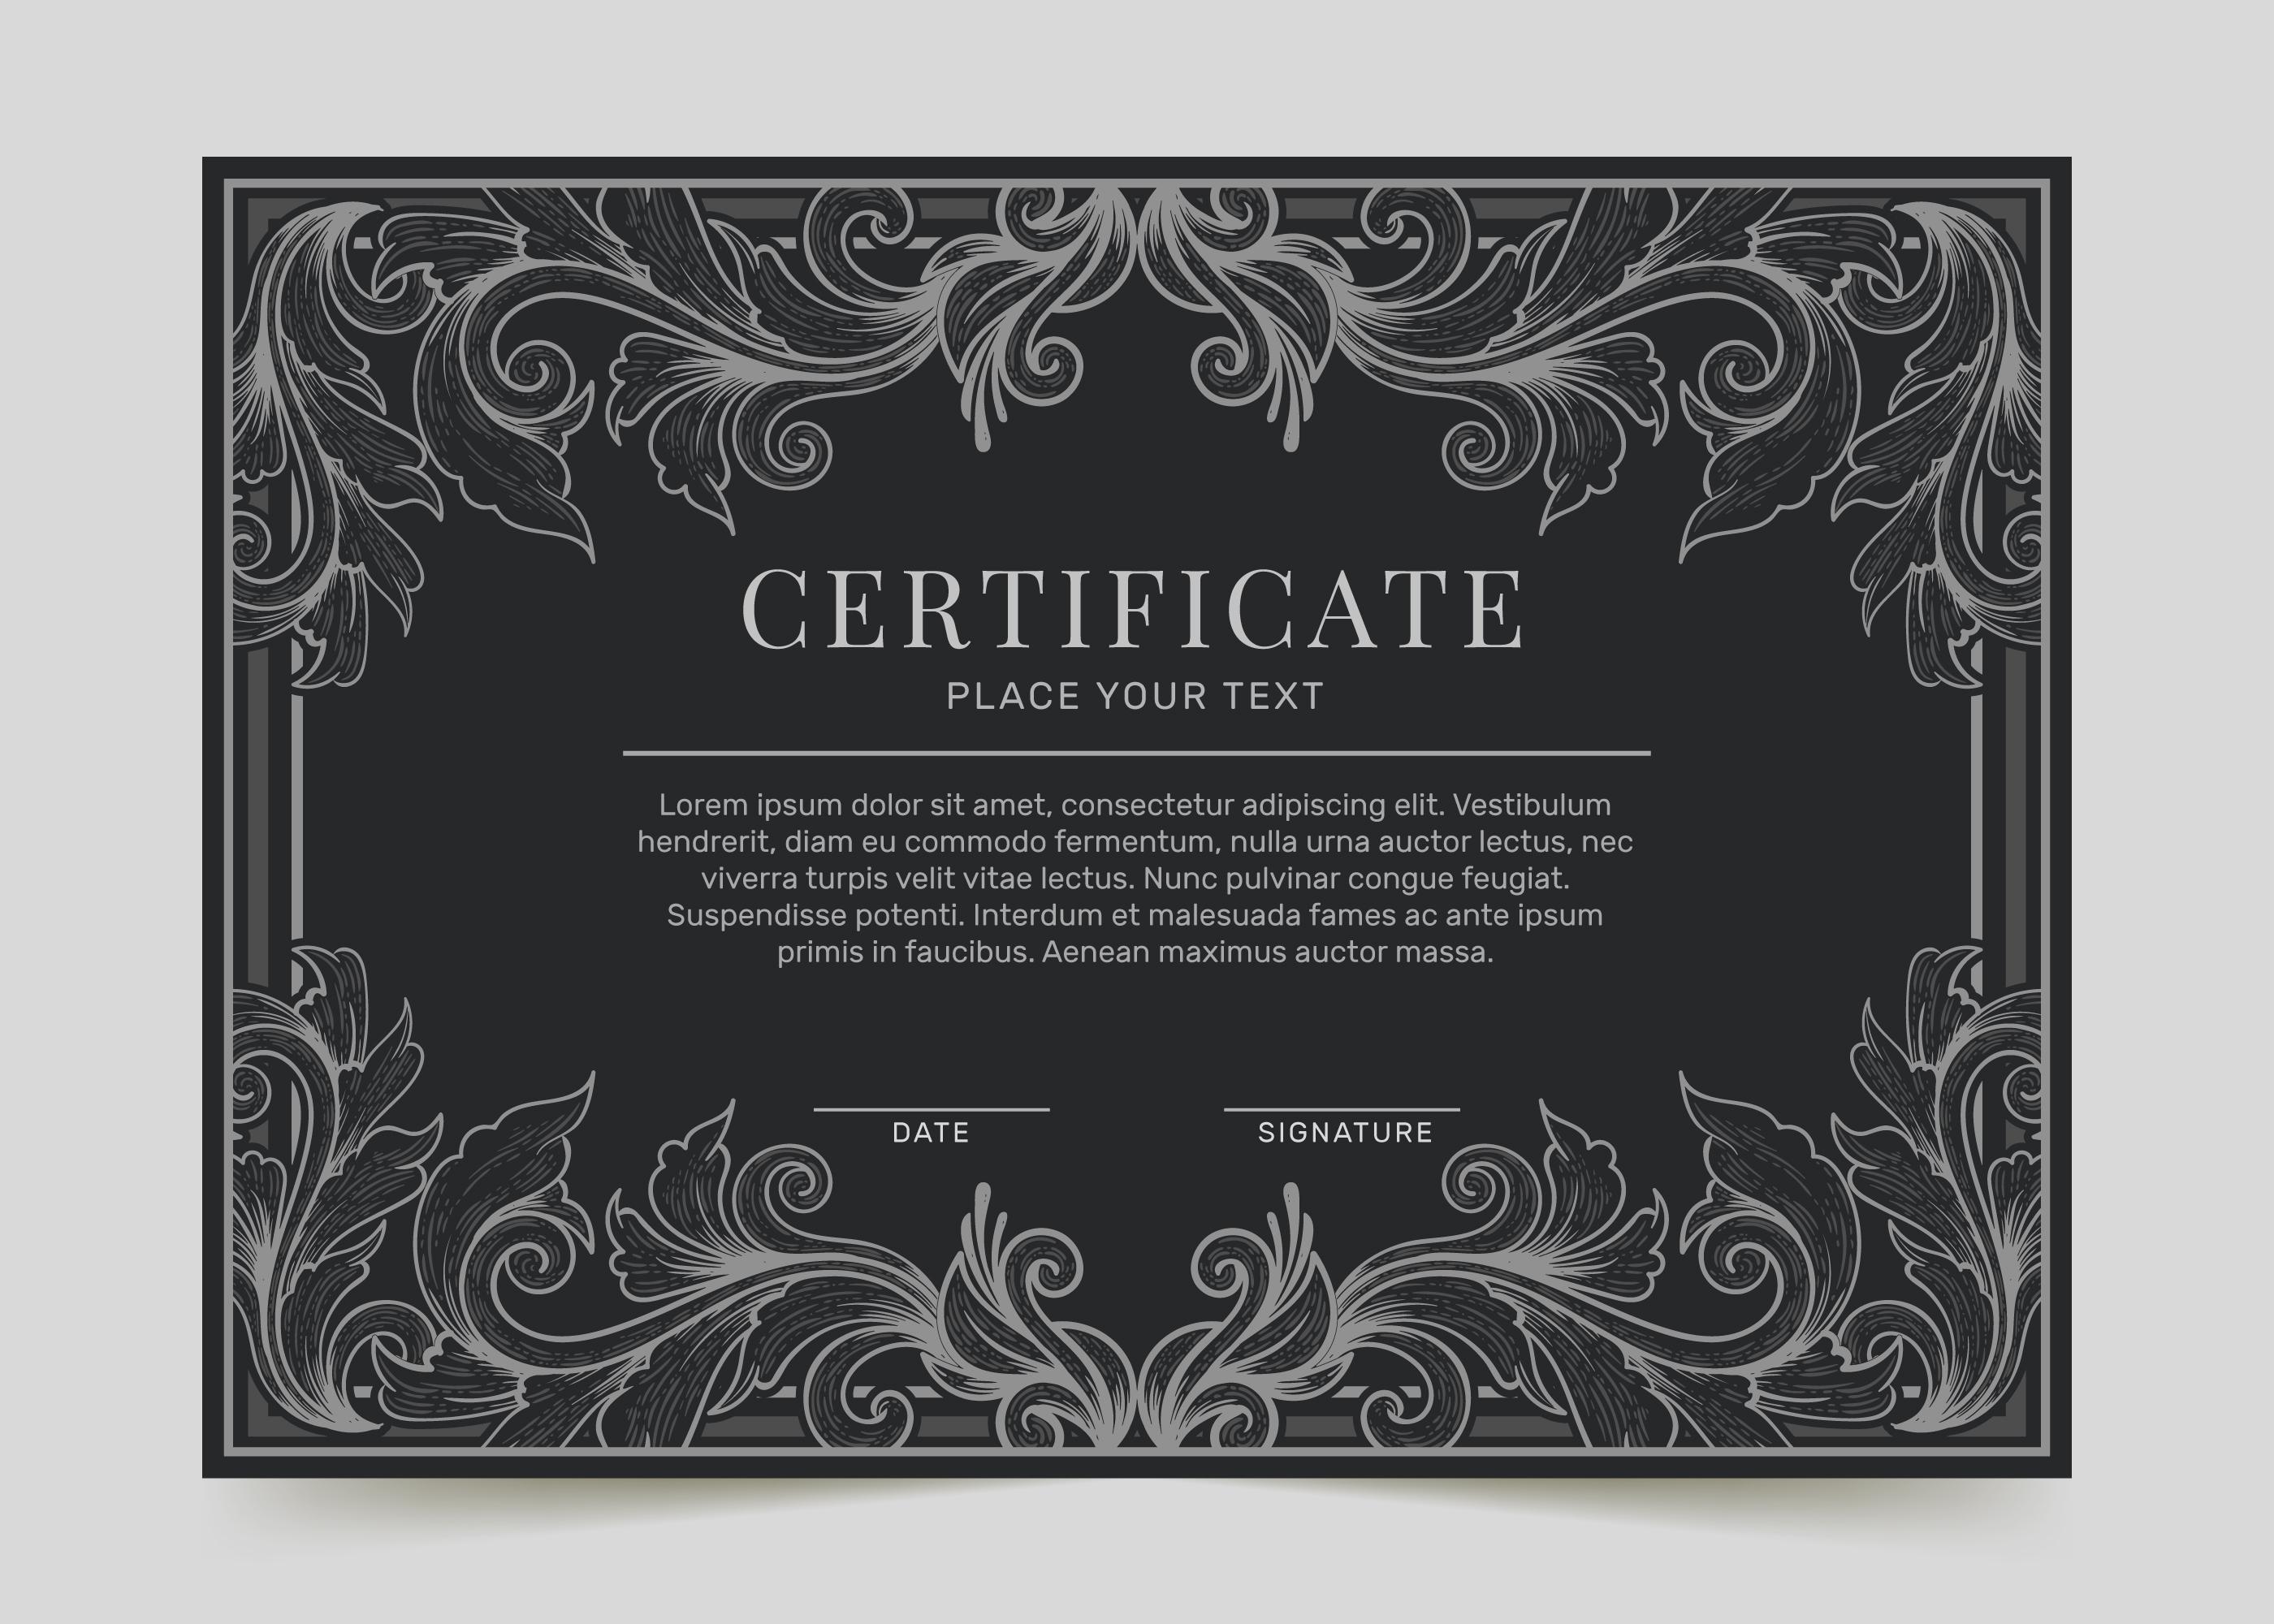 CERTIFICATE
PLACE YOUR TEXT
Lorem ipsum dolor sit amet, consectetur adipiscing elit. Vestibulum
hendrerit, diam eu commodo fermentum, nulla urna auctor lectus, nec
viverra turpis velit vitae lectus. Nunc pulvinar congue feugiat.
Suspendisse potenti. Interdum et malesuada fames ac ante ipsum
primis in faucibus. Aenean maximus auctor massa.
DATE
SIGNATURE